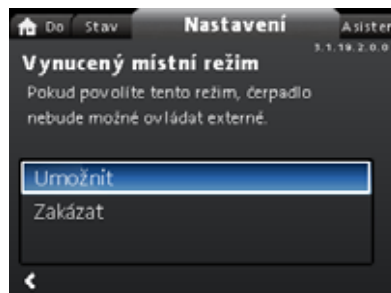 Do Stav Nastavení Asisten
3.1.19.2.0.0
Vynucený místní režim
Pokud povolíte tento režim, čerpadlo
nebude možné ovládat externě.
Umožnit
Zakázat